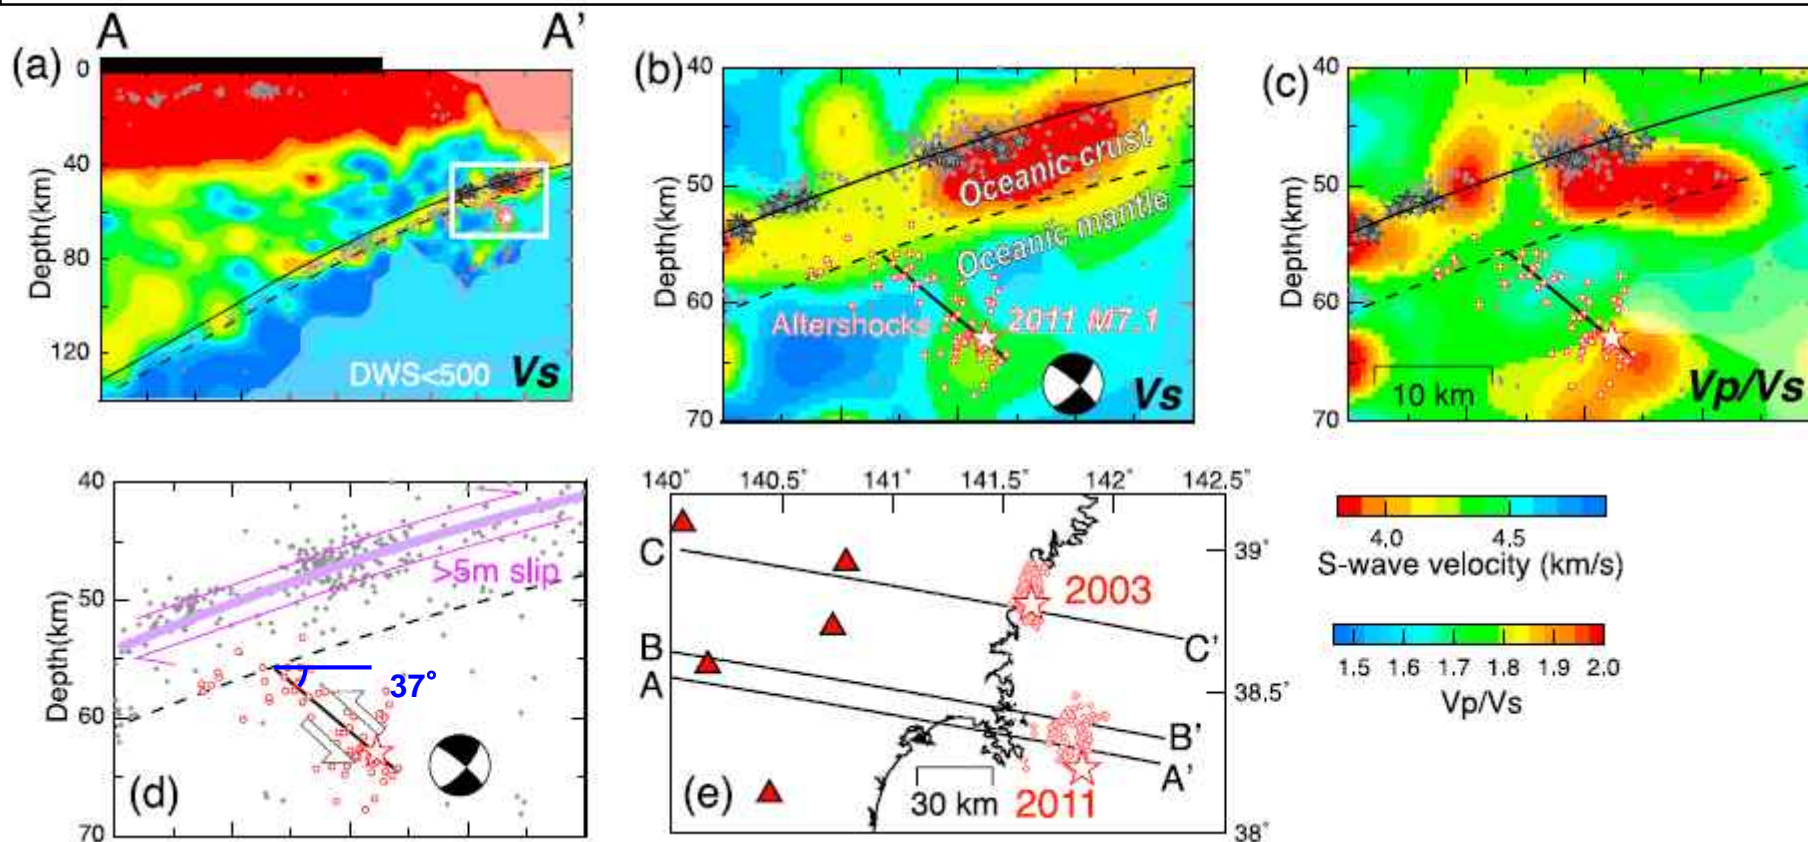 A A'
(a)
0
40
80
120
Depth(km)
DWS<500 Vs
(b)
40
50
60
70
Depth(km)
Oceanic crust
Oceanic mantle
Aftershocks
2011 M7.1
Vs
(c)
40
50
60
70
Depth(km)
10 km
Vp/Vs
(d)
40
50
60
70
Depth(km)
>5m slip
37°
(e)
140° 140.5° 141° 141.5° 142° 142.5°
C
2003
39°
C'
B
A
38.5°
B'
A'
30 km
2011
38°
4.0 4.5
S-wave velocity (km/s)
1.5 1.6 1.7 1.8 1.9 2.0
Vp/Vs